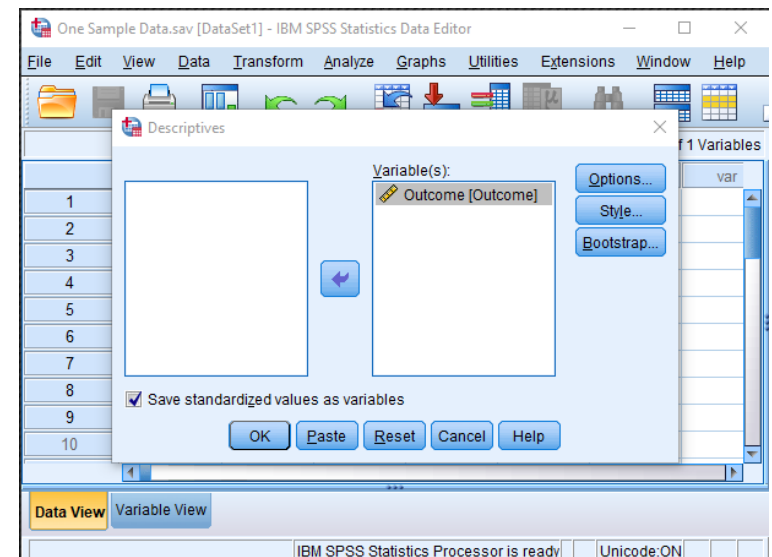 One Sample Data.sav [DataSet1] - IBM SPSS Statistics Data Editor
File Edit View Data Transform Analyze Graphs Utilities Extensions Window Help
Descriptives
f 1 Variables
var
Variable(s):
Outcome [Outcome]
Options...
Style...
Bootstrap...
1
2
3
4
5
6
7
8
9
10
Save standardized values as variables
OK Paste Reset Cancel Help
Data View Variable View
IBM SPSS Statistics Processor is ready Unicode:ON